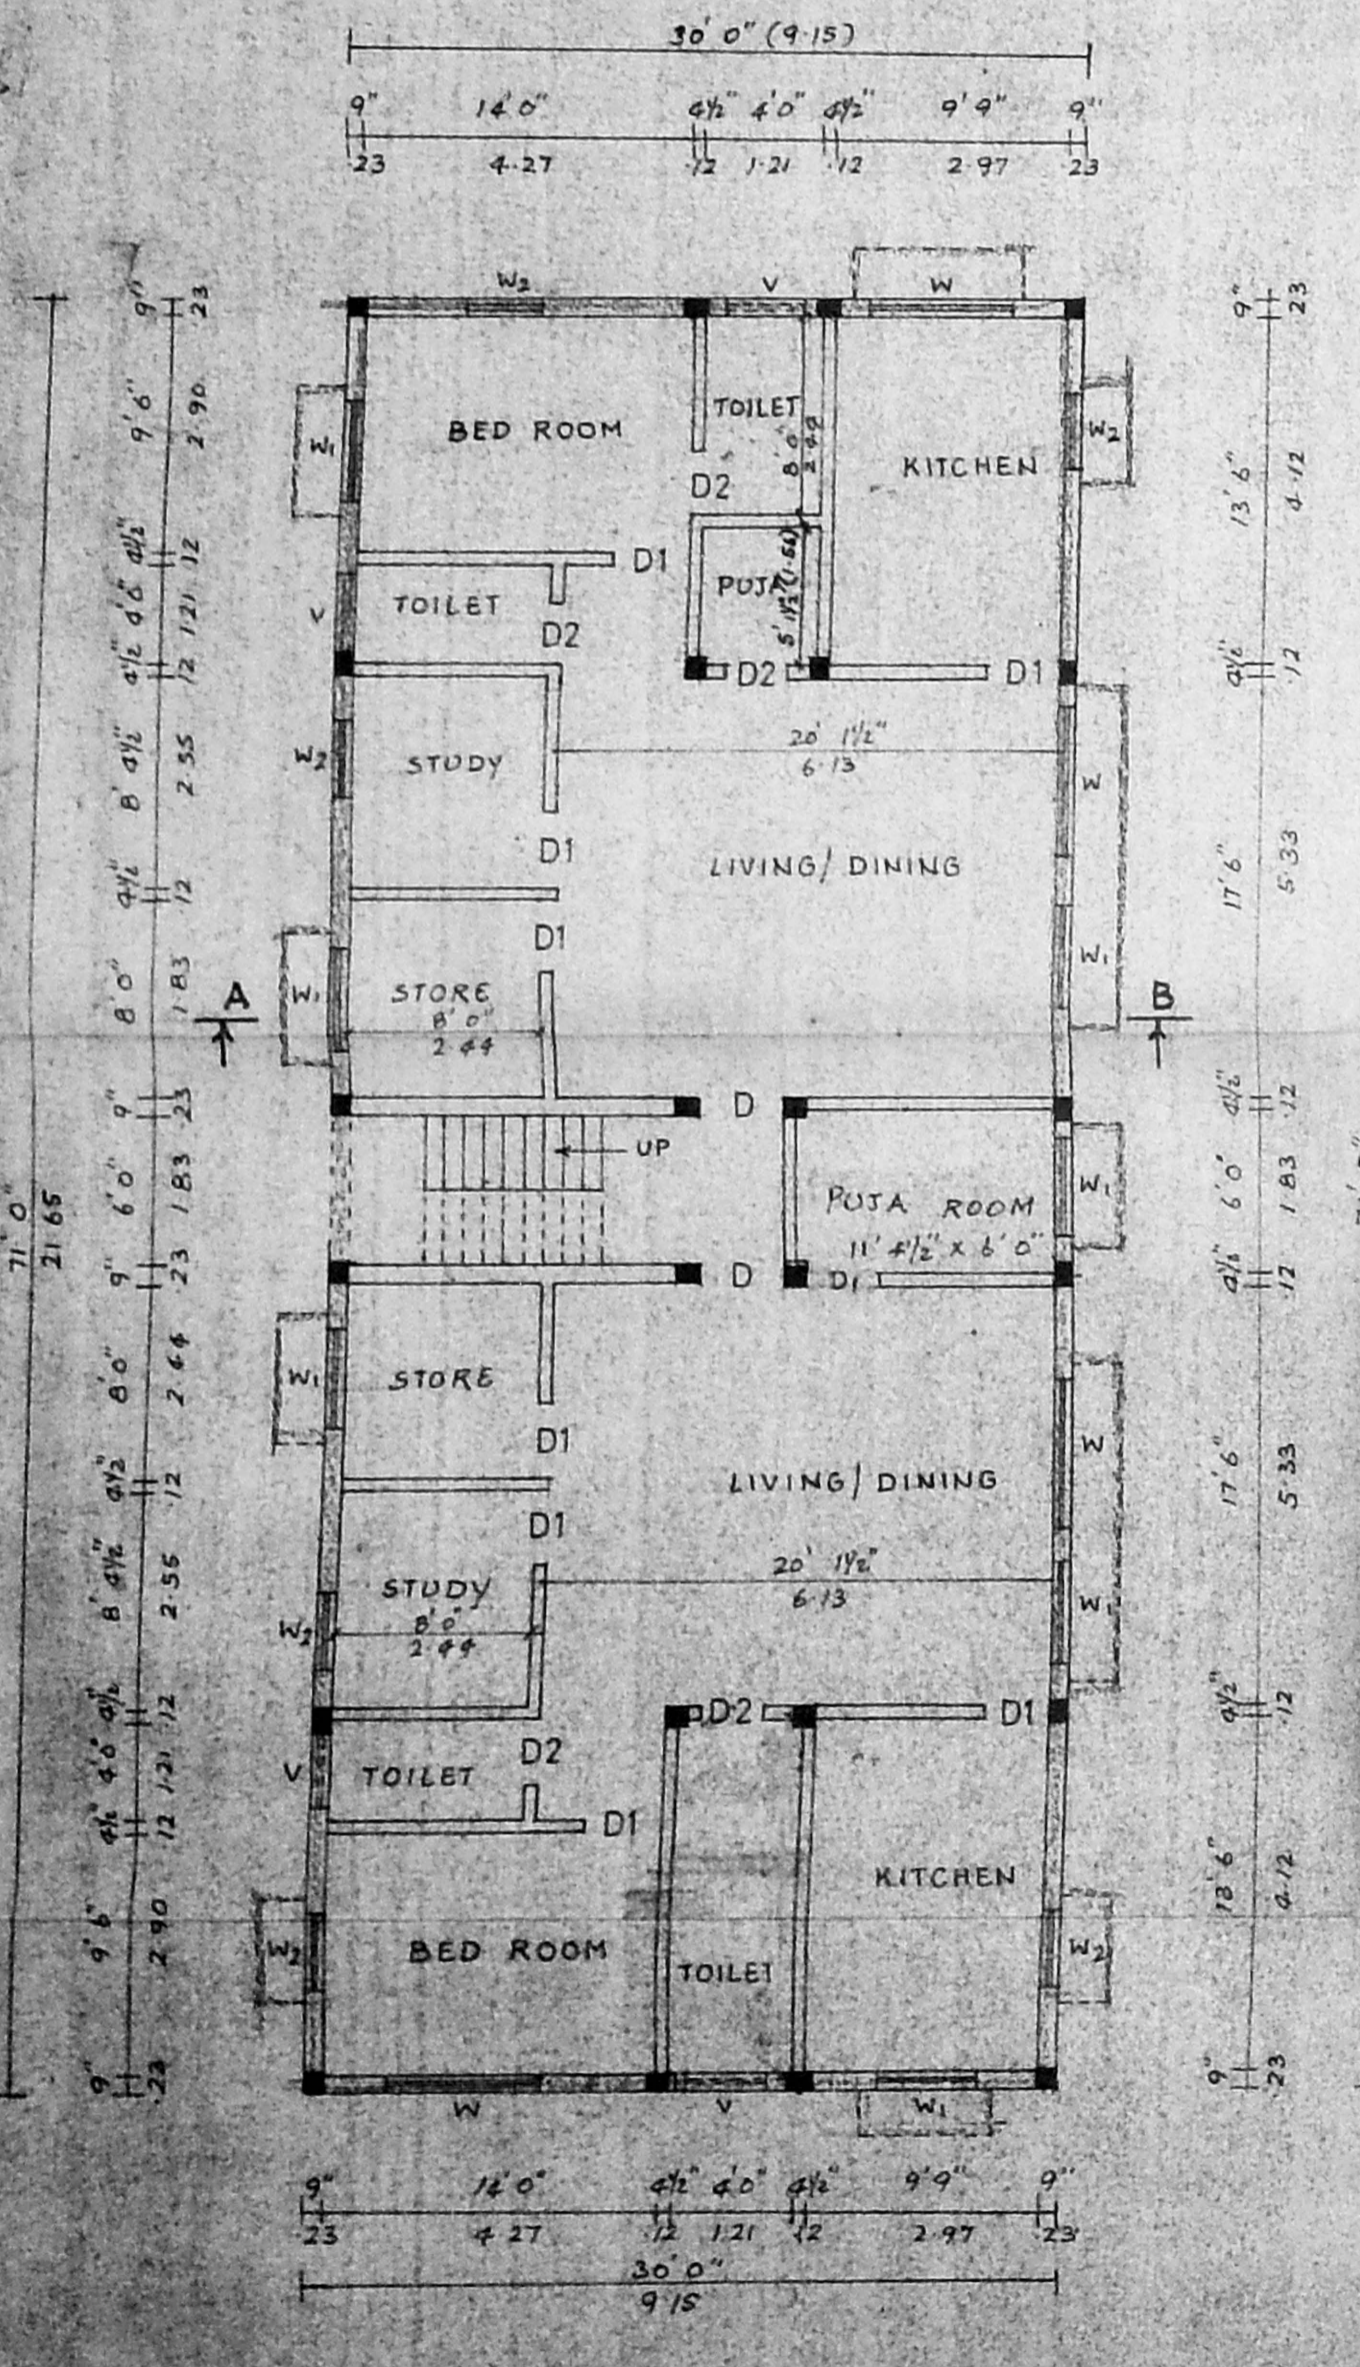 30' 0" (9.15)
9" 14' 0" 4½" 4' 0" 4½" 9' 9" 9"
.23 4.27 .12 1.21 .12 2.97 .23
W2 V W
9" 23
9" 23
9' 6" 2.90
W1
BED ROOM
TOILET
8' 0" 2.44
KITCHEN
W2
D2
13' 6" 4.12
4½" 12
D1
PUJA
5' 1½" (1.56)
4' 0" 1.21
V
TOILET
D2
4½" 12
D2
D1
4½" 12
20' 1½"
6.13
8' 4½" 2.55
W2
STUDY
W
D1
LIVING/ DINING
17' 6" 5.33
4½" 12
D1
W1
8' 0" 1.83
A
W1
STORE
8' 0"
2.44
B
9" 23
D
4½" 12
UP
71' 0"
21.65
6' 0" 1.83
PUJA ROOM
11' 4½" x 6' 0"
W1
6' 0" 1.83
9" 23
D
D1
4½" 12
8' 0" 2.44
W1
STORE
D1
W
4½" 12
LIVING/ DINING
17' 6" 5.33
D1
8' 4½" 2.55
20' 1½"
6.13
STUDY
8' 0"
2.44
W2
W1
4½" 12
D2
D1
4½" 12
4' 0" 1.21
V
TOILET
D2
4½" 12
D1
KITCHEN
13' 6" 4.12
9' 6" 2.90
W2
BED ROOM
TOILET
W2
9" .23
9" .23
W V W1
9" 14' 0" 4½" 4' 0" 4½" 9' 9" 9"
23 4.27 12 1.21 12 2.97 23
30' 0"
9.15